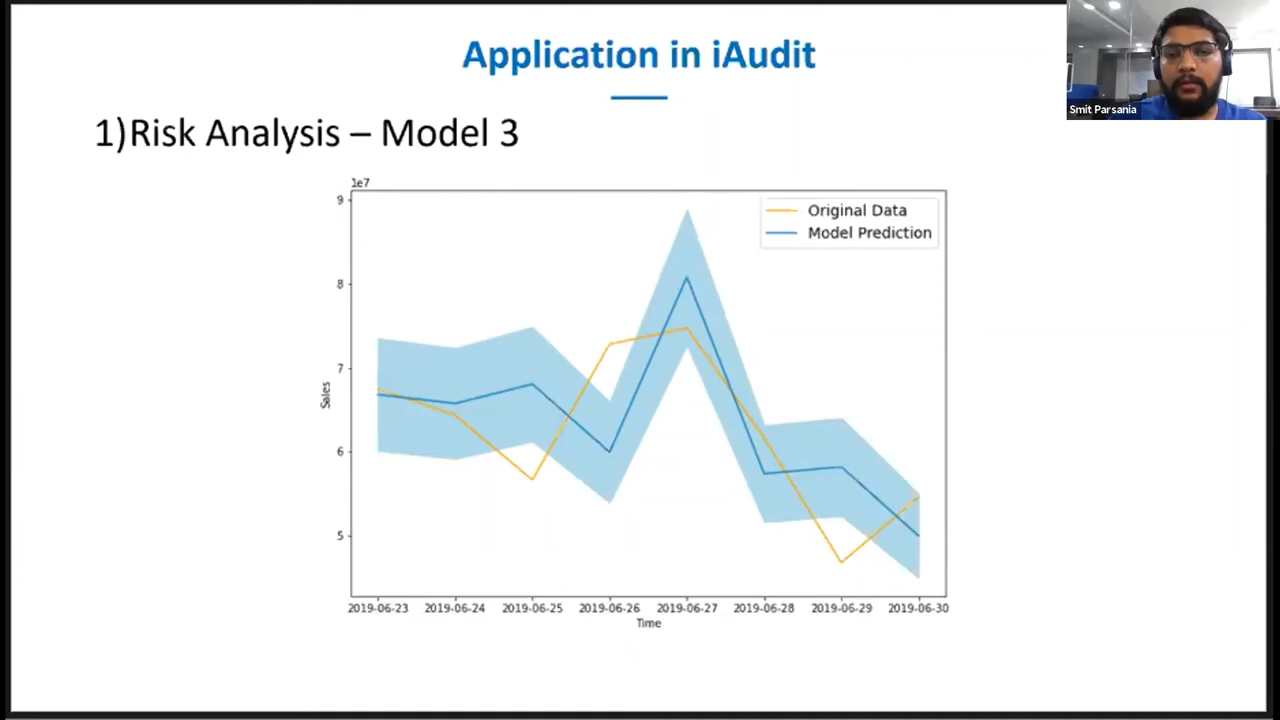 Application in iAudit
Smit Parsania
1)Risk Analysis – Model 3
1e7
9
8
7
6
5
Sales
Original Data
Model Prediction
2019-06-23 2019-06-24 2019-06-25 2019-06-26 2019-06-27 2019-06-28 2019-06-29 2019-06-30
Time